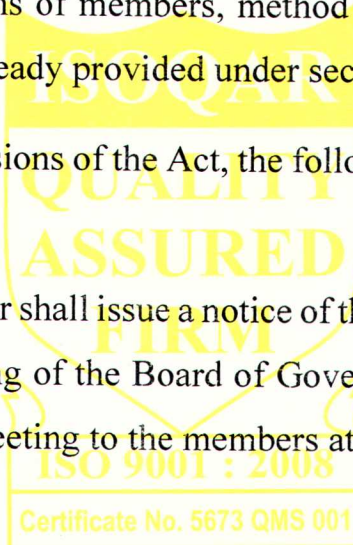 ns of members, method
ISOQAR
eady provided under sec
sions of the Act, the follo
QUALITY
ASSURED
r shall issue a notice of th
FIRM
ng of the Board of Gove
eeting to the members at
ISO 9001 : 2008
Certificate No. 5673 QMS 001